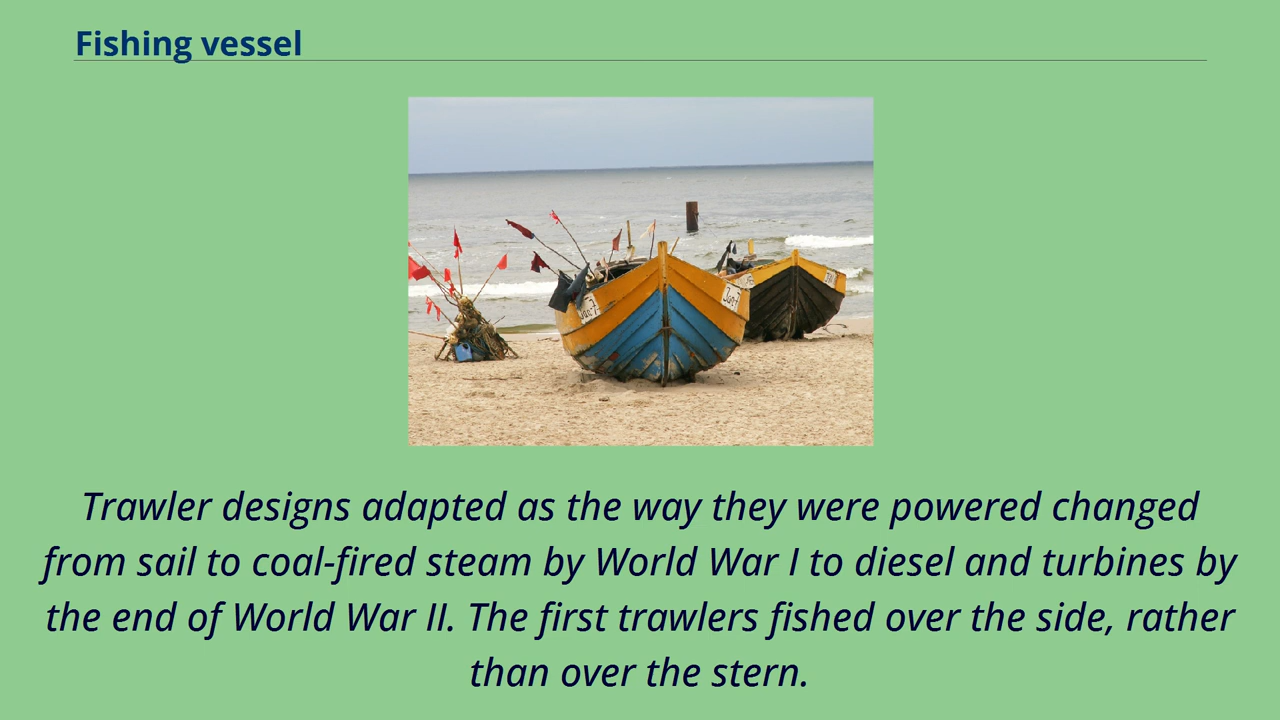 Fishing vessel
Trawler designs adapted as the way they were powered changed
from sail to coal-fired steam by World War I to diesel and turbines by
the end of World War II. The first trawlers fished over the side, rather
than over the stern.